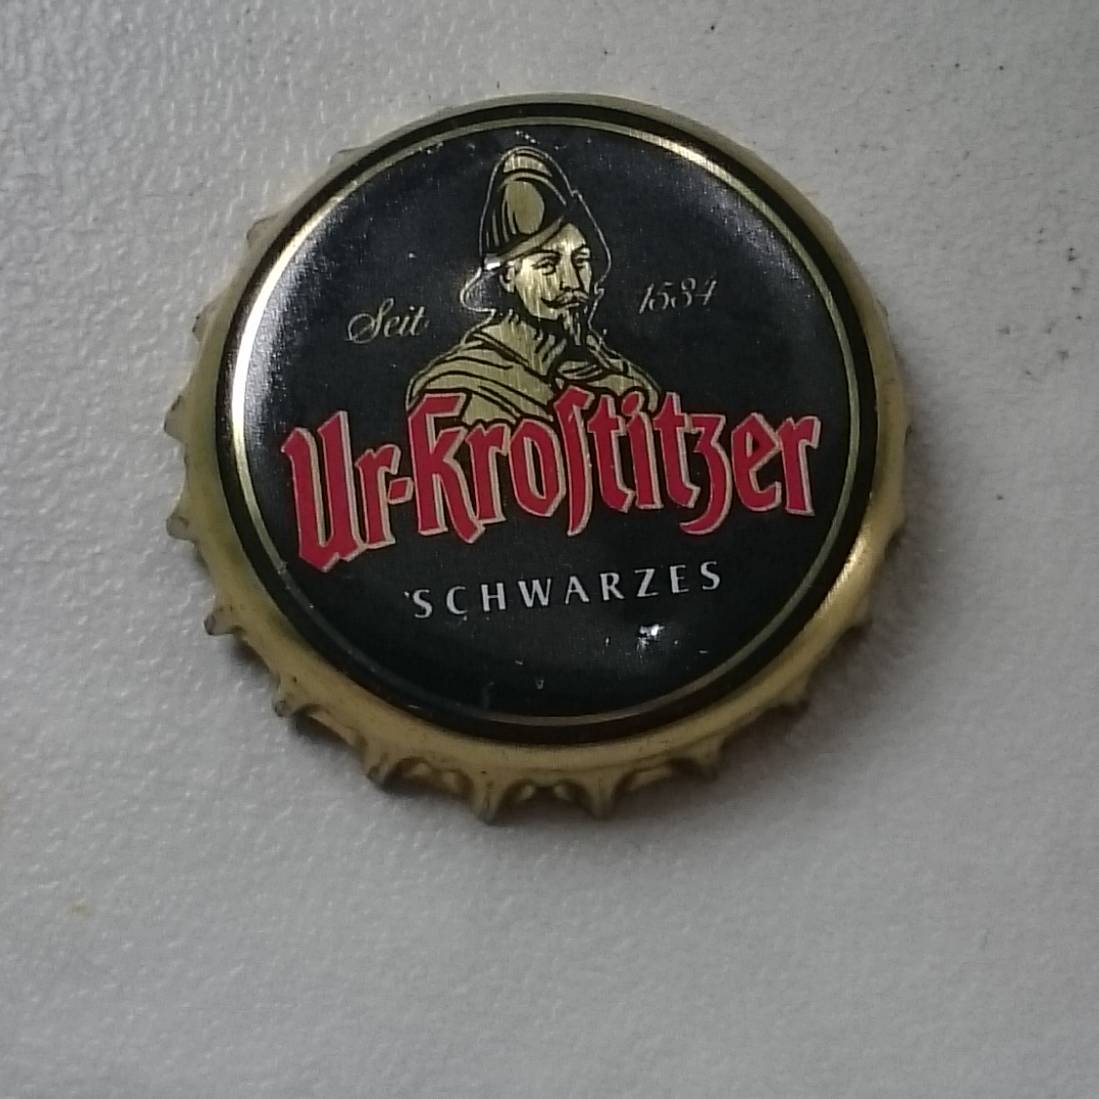 Seit 1534
Ur-Kroſtitzer
SCHWARZES